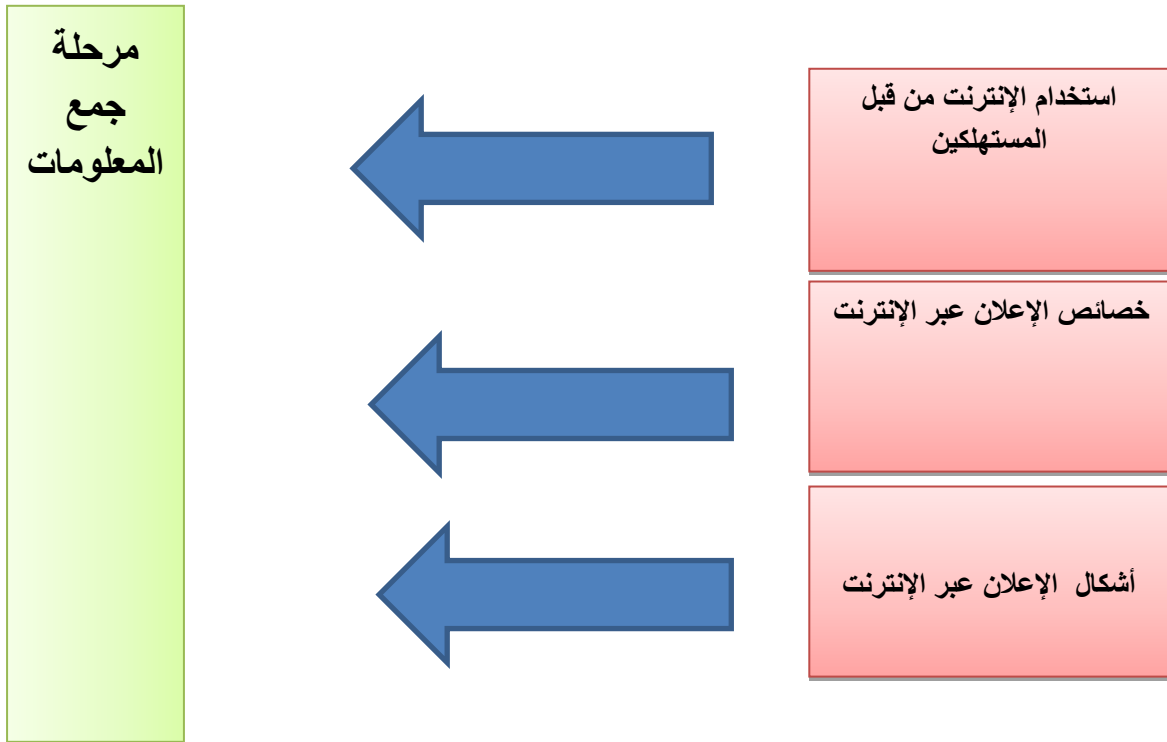 استخدام الإنترنت من قبل
المستهلكين
خصائص الإعلان عبر الإنترنت
أشكال الإعلان عبر الإنترنت
مرحلة
جمع
المعلومات